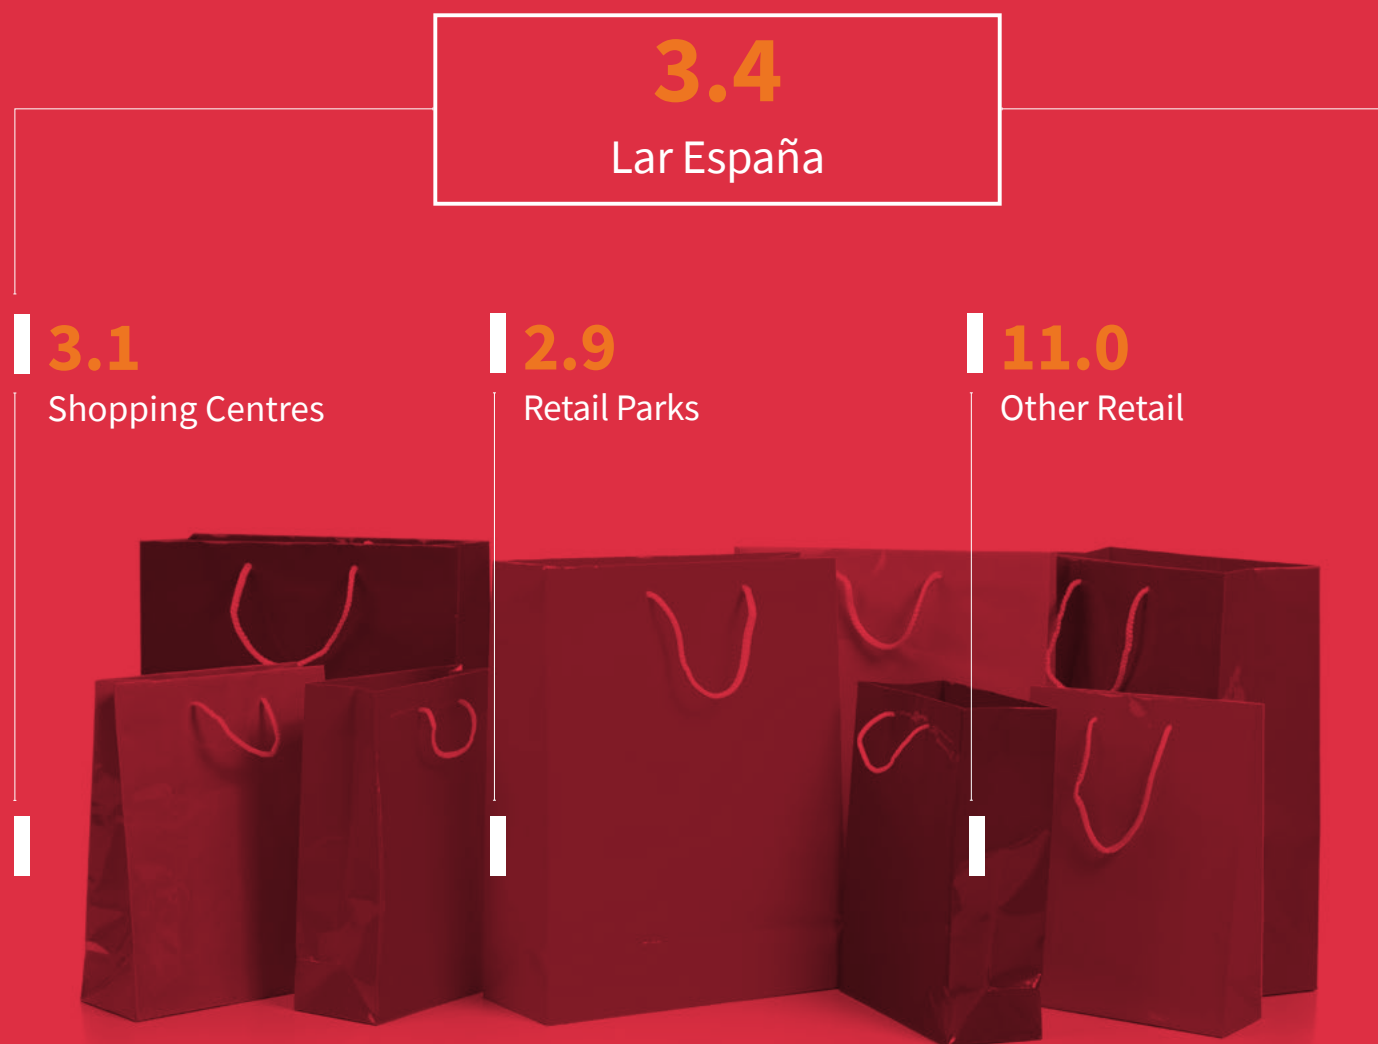 3.4
Lar España
3.1
Shopping Centres
2.9
Retail Parks
11.0
Other Retail